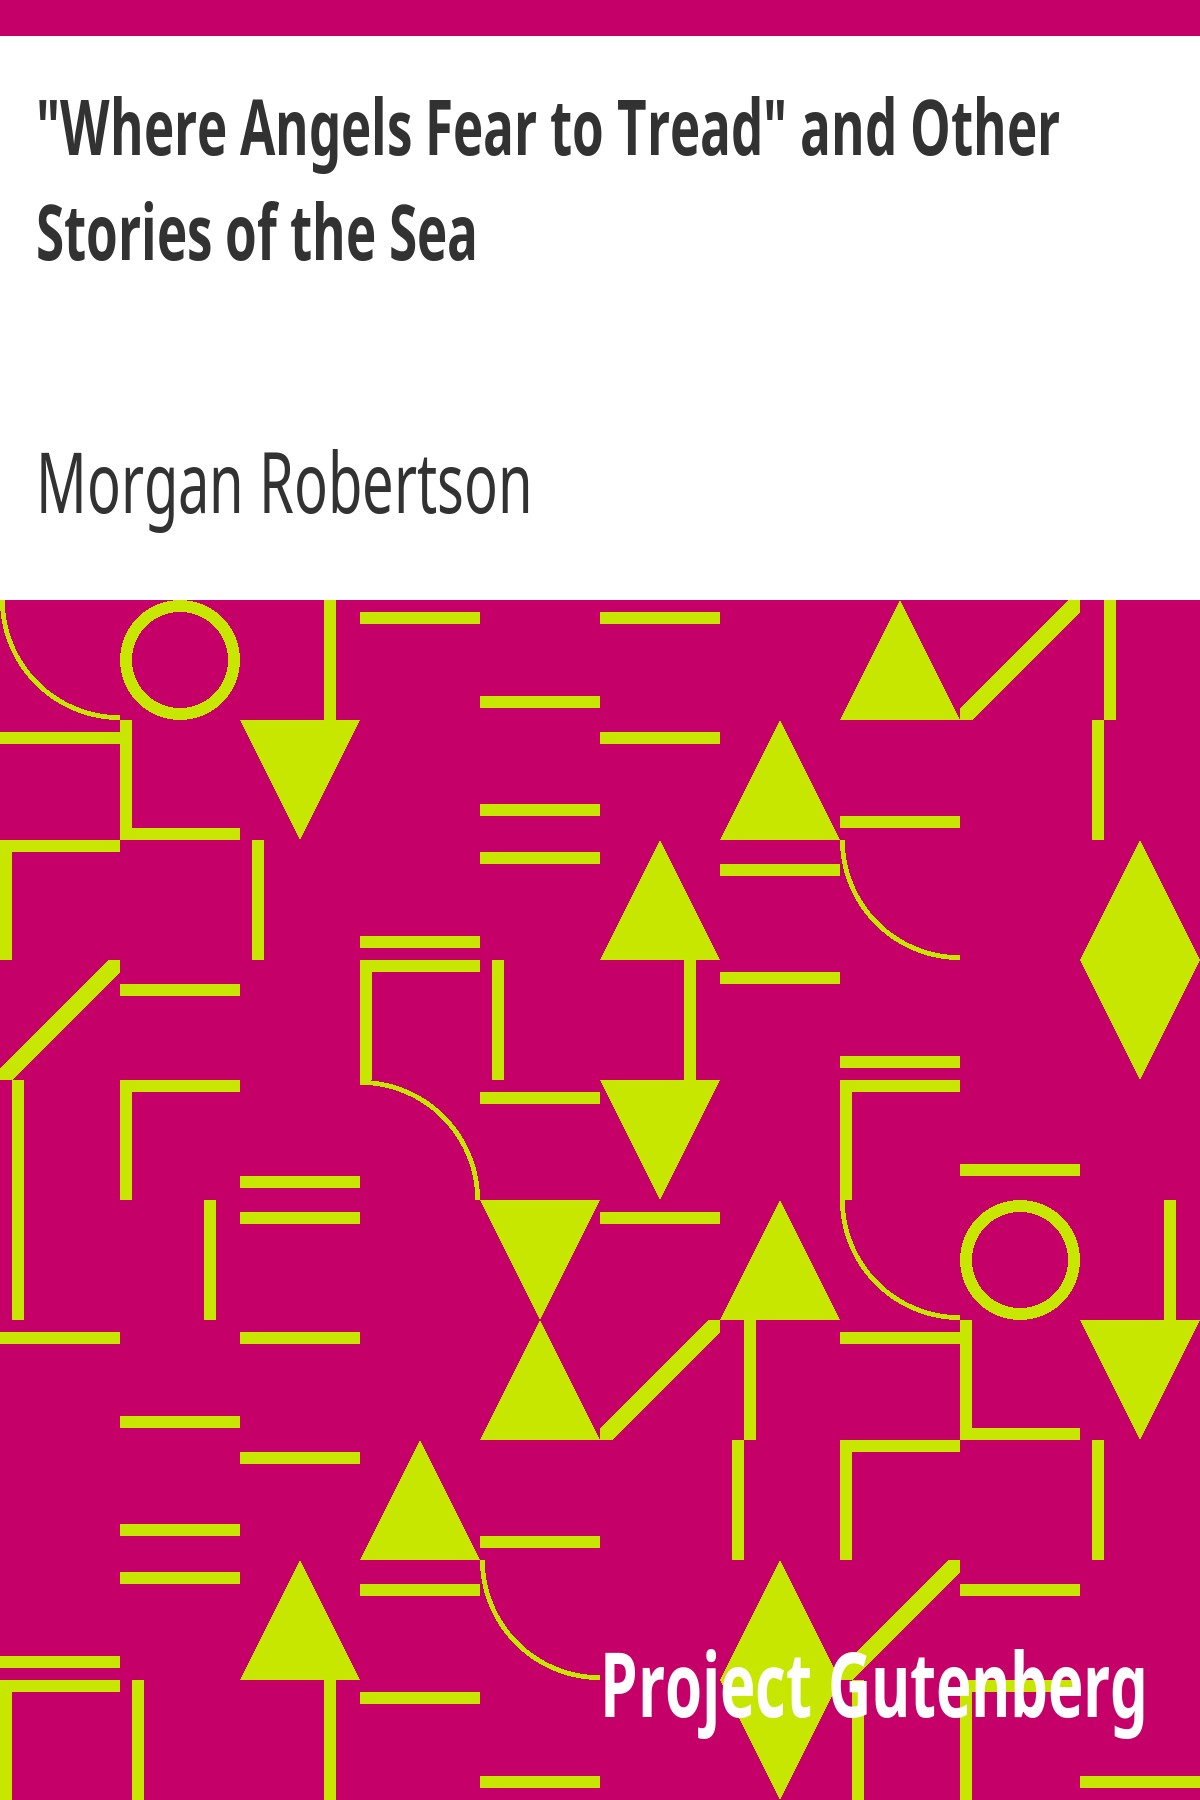 "Where Angels Fear to Tread" and Other
Stories of the Sea
Morgan Robertson
Project Gutenberg